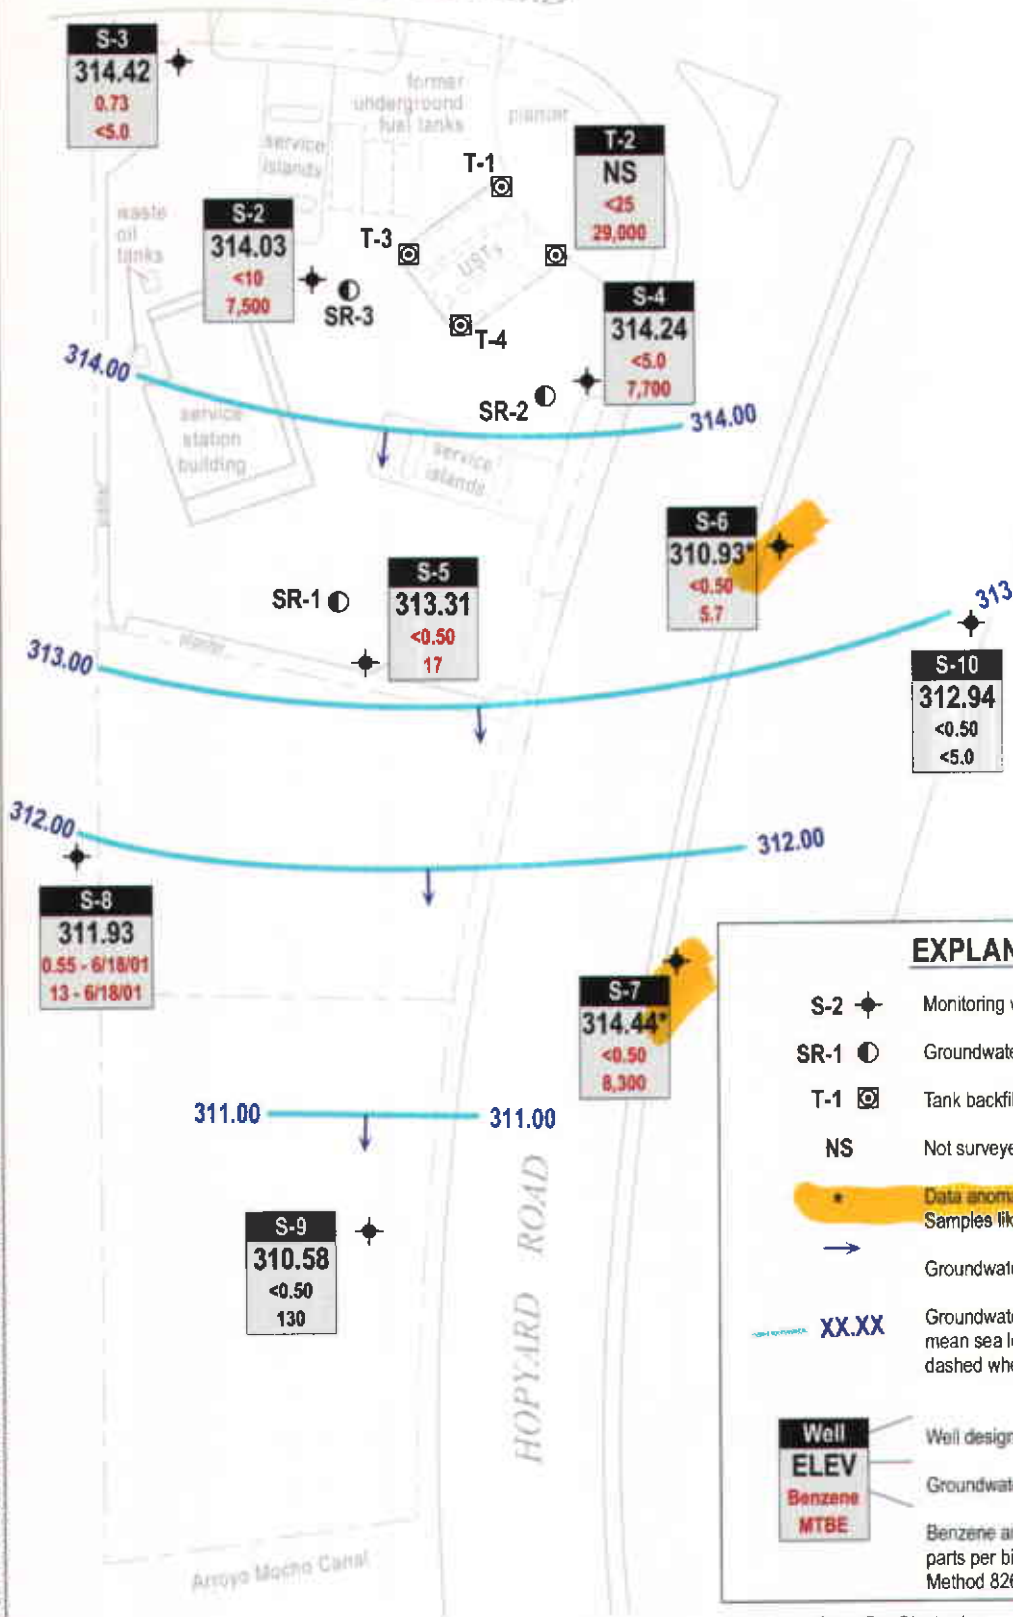 S-3
314.42
0.73
<5.0
former
underground
fuel tanks
planter
service
islands
T-2
NS
<25
29,000
T-1
waste
oil
tanks
S-2
314.03
<10
7,500
T-3
USTs
SR-3
T-4
S-4
314.24
<5.0
7,700
314.00
SR-2
314.00
service
station
building
service
islands
S-6
310.93*
<0.50
5.7
S-5
313.31
<0.50
17
SR-1
313
planter
313.00
S-10
312.94
<0.50
<5.0
312.00
312.00
S-8
311.93
0.55 - 6/18/01
13 - 6/18/01
S-7
314.44*
<0.50
8,300
311.00
311.00
S-9
310.58
<0.50
130
HOPYARD ROAD
Arroyo Mocho Canal
EXPLAN
S-2 Monitoring
SR-1 Groundwate
T-1 Tank backfil
NS Not surveye
* Data anoma
Samples lik
Groundwate
XX.XX Groundwate
mean sea l
dashed whe
Well Well design
ELEV Groundwat
Benzene
MTBE
Benzene a
parts per bi
Method 826